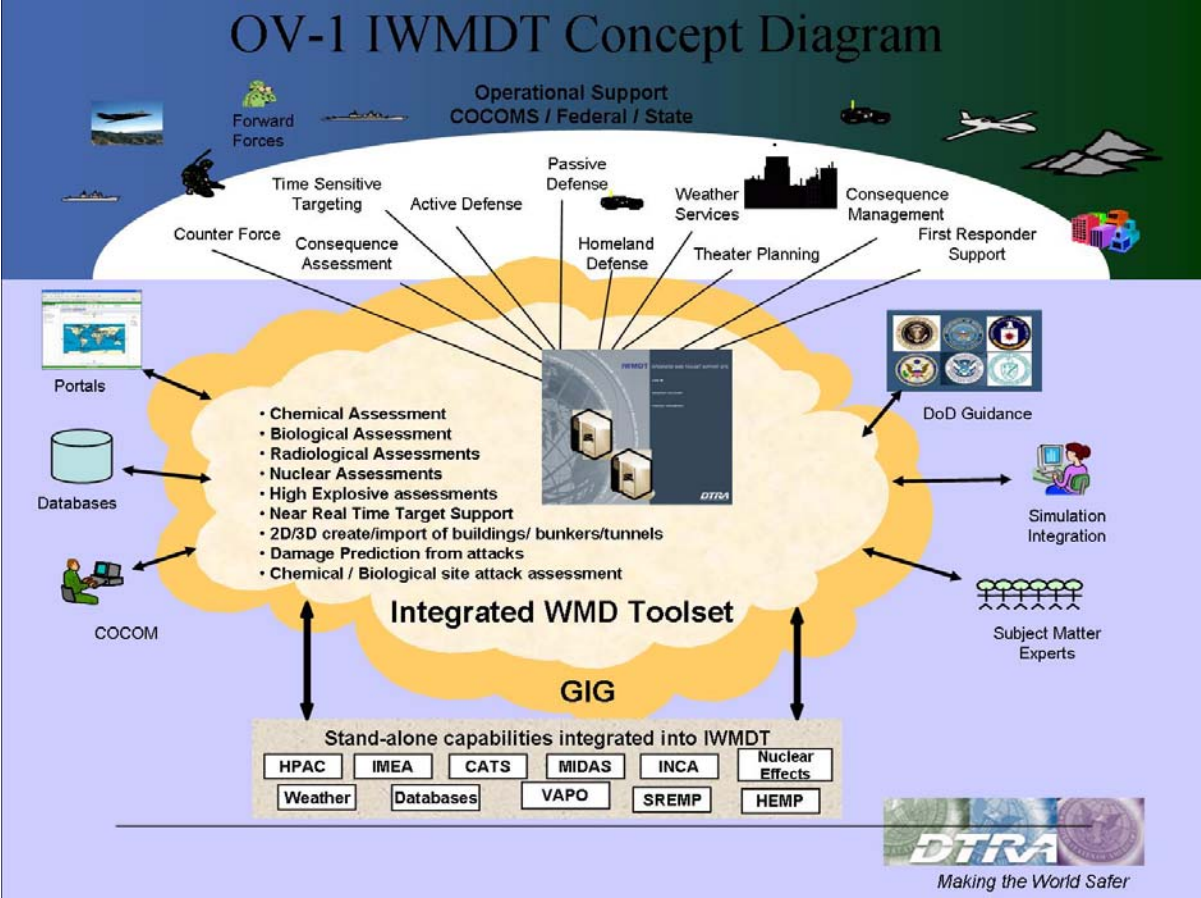 OV-1 IWMDT Concept Diagram
Operational Support
COCOMS / Federal / State
Forward
Forces
Time Sensitive
Targeting
Active Defense
Passive
Defense
Weather
Services
Consequence
Management
Counter Force
Consequence
Assessment
Homeland
Defense
Theater Planning
First Responder
Support
Portals
Databases
COCOM
IWMDT
DTRA
• Chemical Assessment
• Biological Assessment
• Radiological Assessments
• Nuclear Assessments
• High Explosive assessments
• Near Real Time Target Support
• 2D/3D create/import of buildings/ bunkers/tunnels
• Damage Prediction from attacks
• Chemical / Biological site attack assessment
Integrated WMD Toolset
GIG
DoD Guidance
Simulation
Integration
Subject Matter
Experts
Stand-alone capabilities integrated into IWMDT
HPAC
IMEA
CATS
MIDAS
INCA
Nuclear
Effects
Weather
Databases
VAPO
SREMP
HEMP
DTRA
Making the World Safer